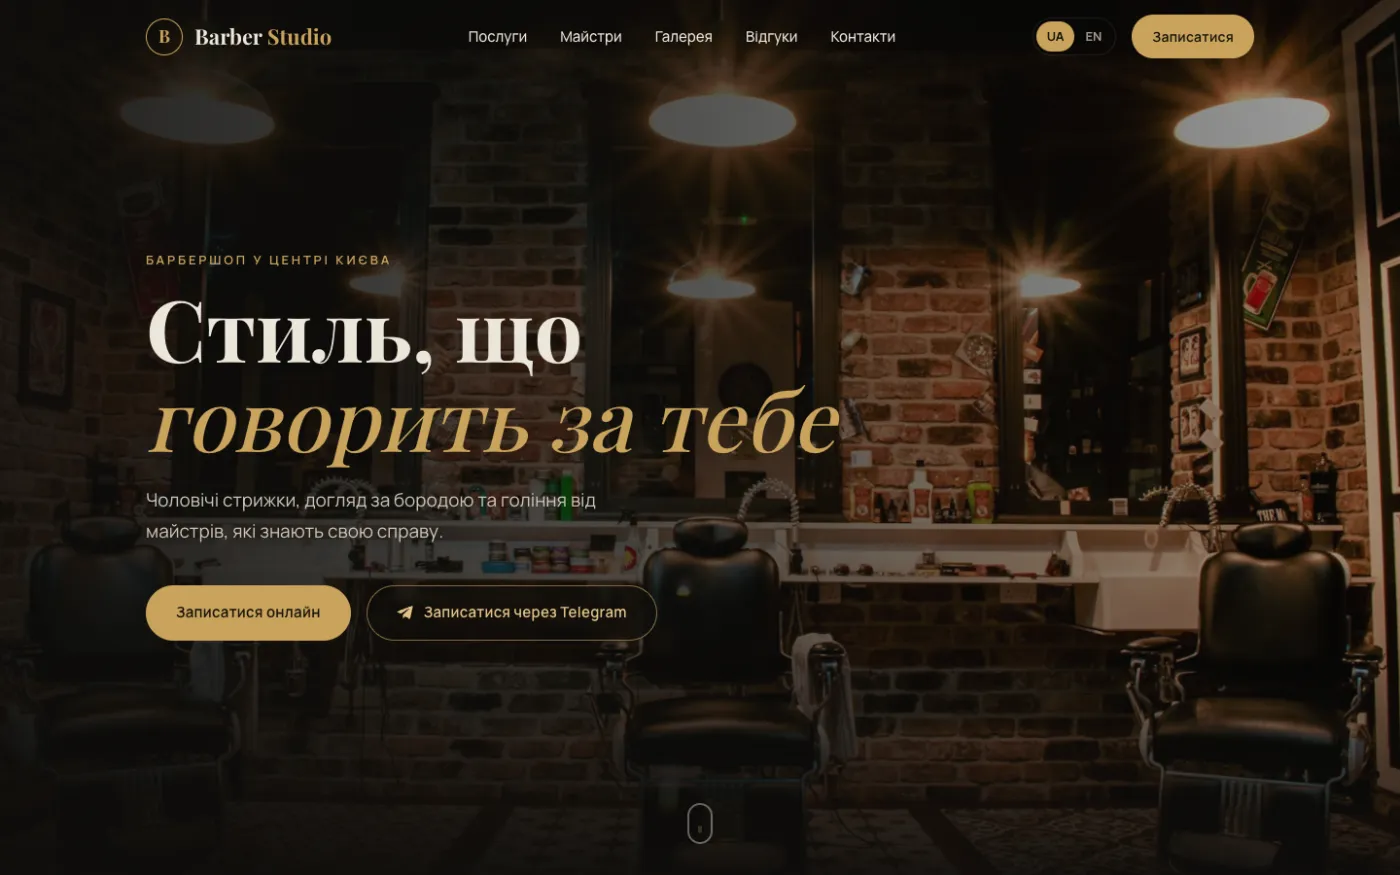 B
Barber Studio
Послуги
Майстри
Галерея
Відгуки
Контакти
UA
EN
Записатися
БАРБЕРШОП У ЦЕНТРІ КИЄВА
Стиль, що
говорить за тебе
Чоловічі стрижки, догляд за бородою та гоління від
майстрів, які знають свою справу.
Записатися онлайн
Записатися через Telegram